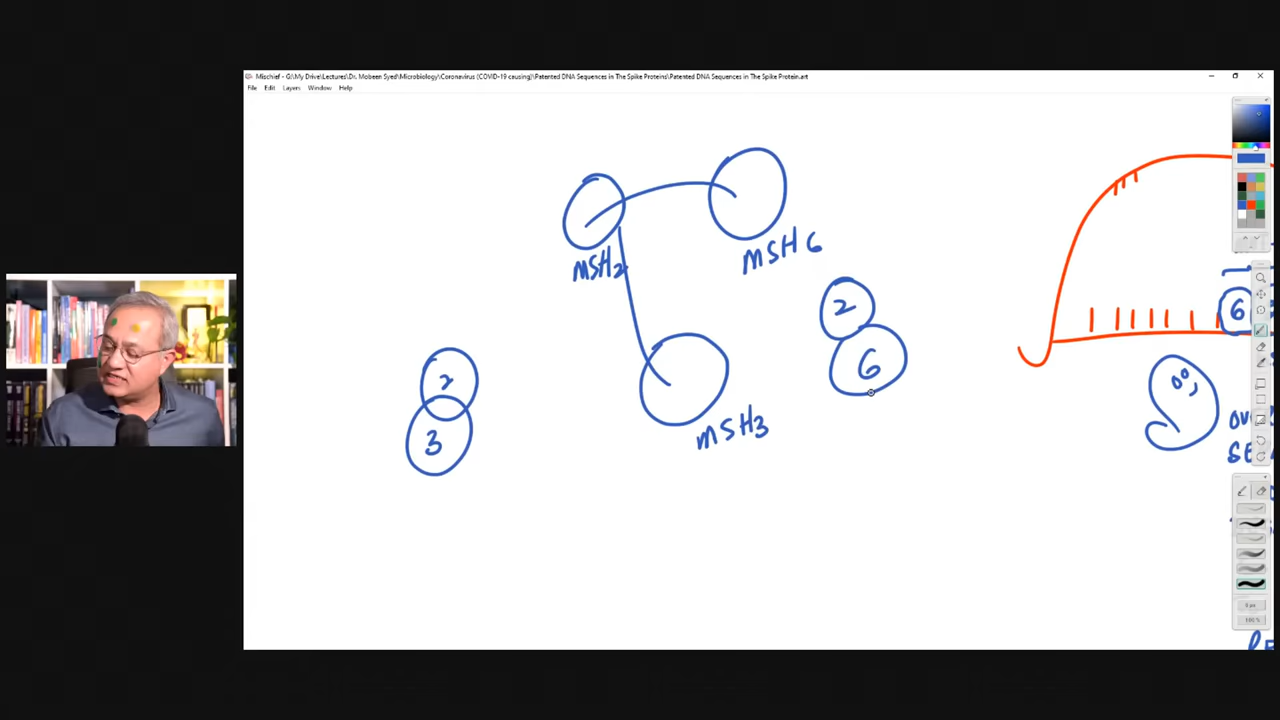 Mischief - G:\My Drive\Lectures\Dr. Mobeen Syed\Microbiology\Coronavirus (COVID-19 causing)\Patented DNA Sequences in The Spike Proteins\Patented DNA Sequences in The Spike Protein.art
File Edit Layers Window Help
MSH2
MSH6
2
6
6
2
3
MSH3
100%